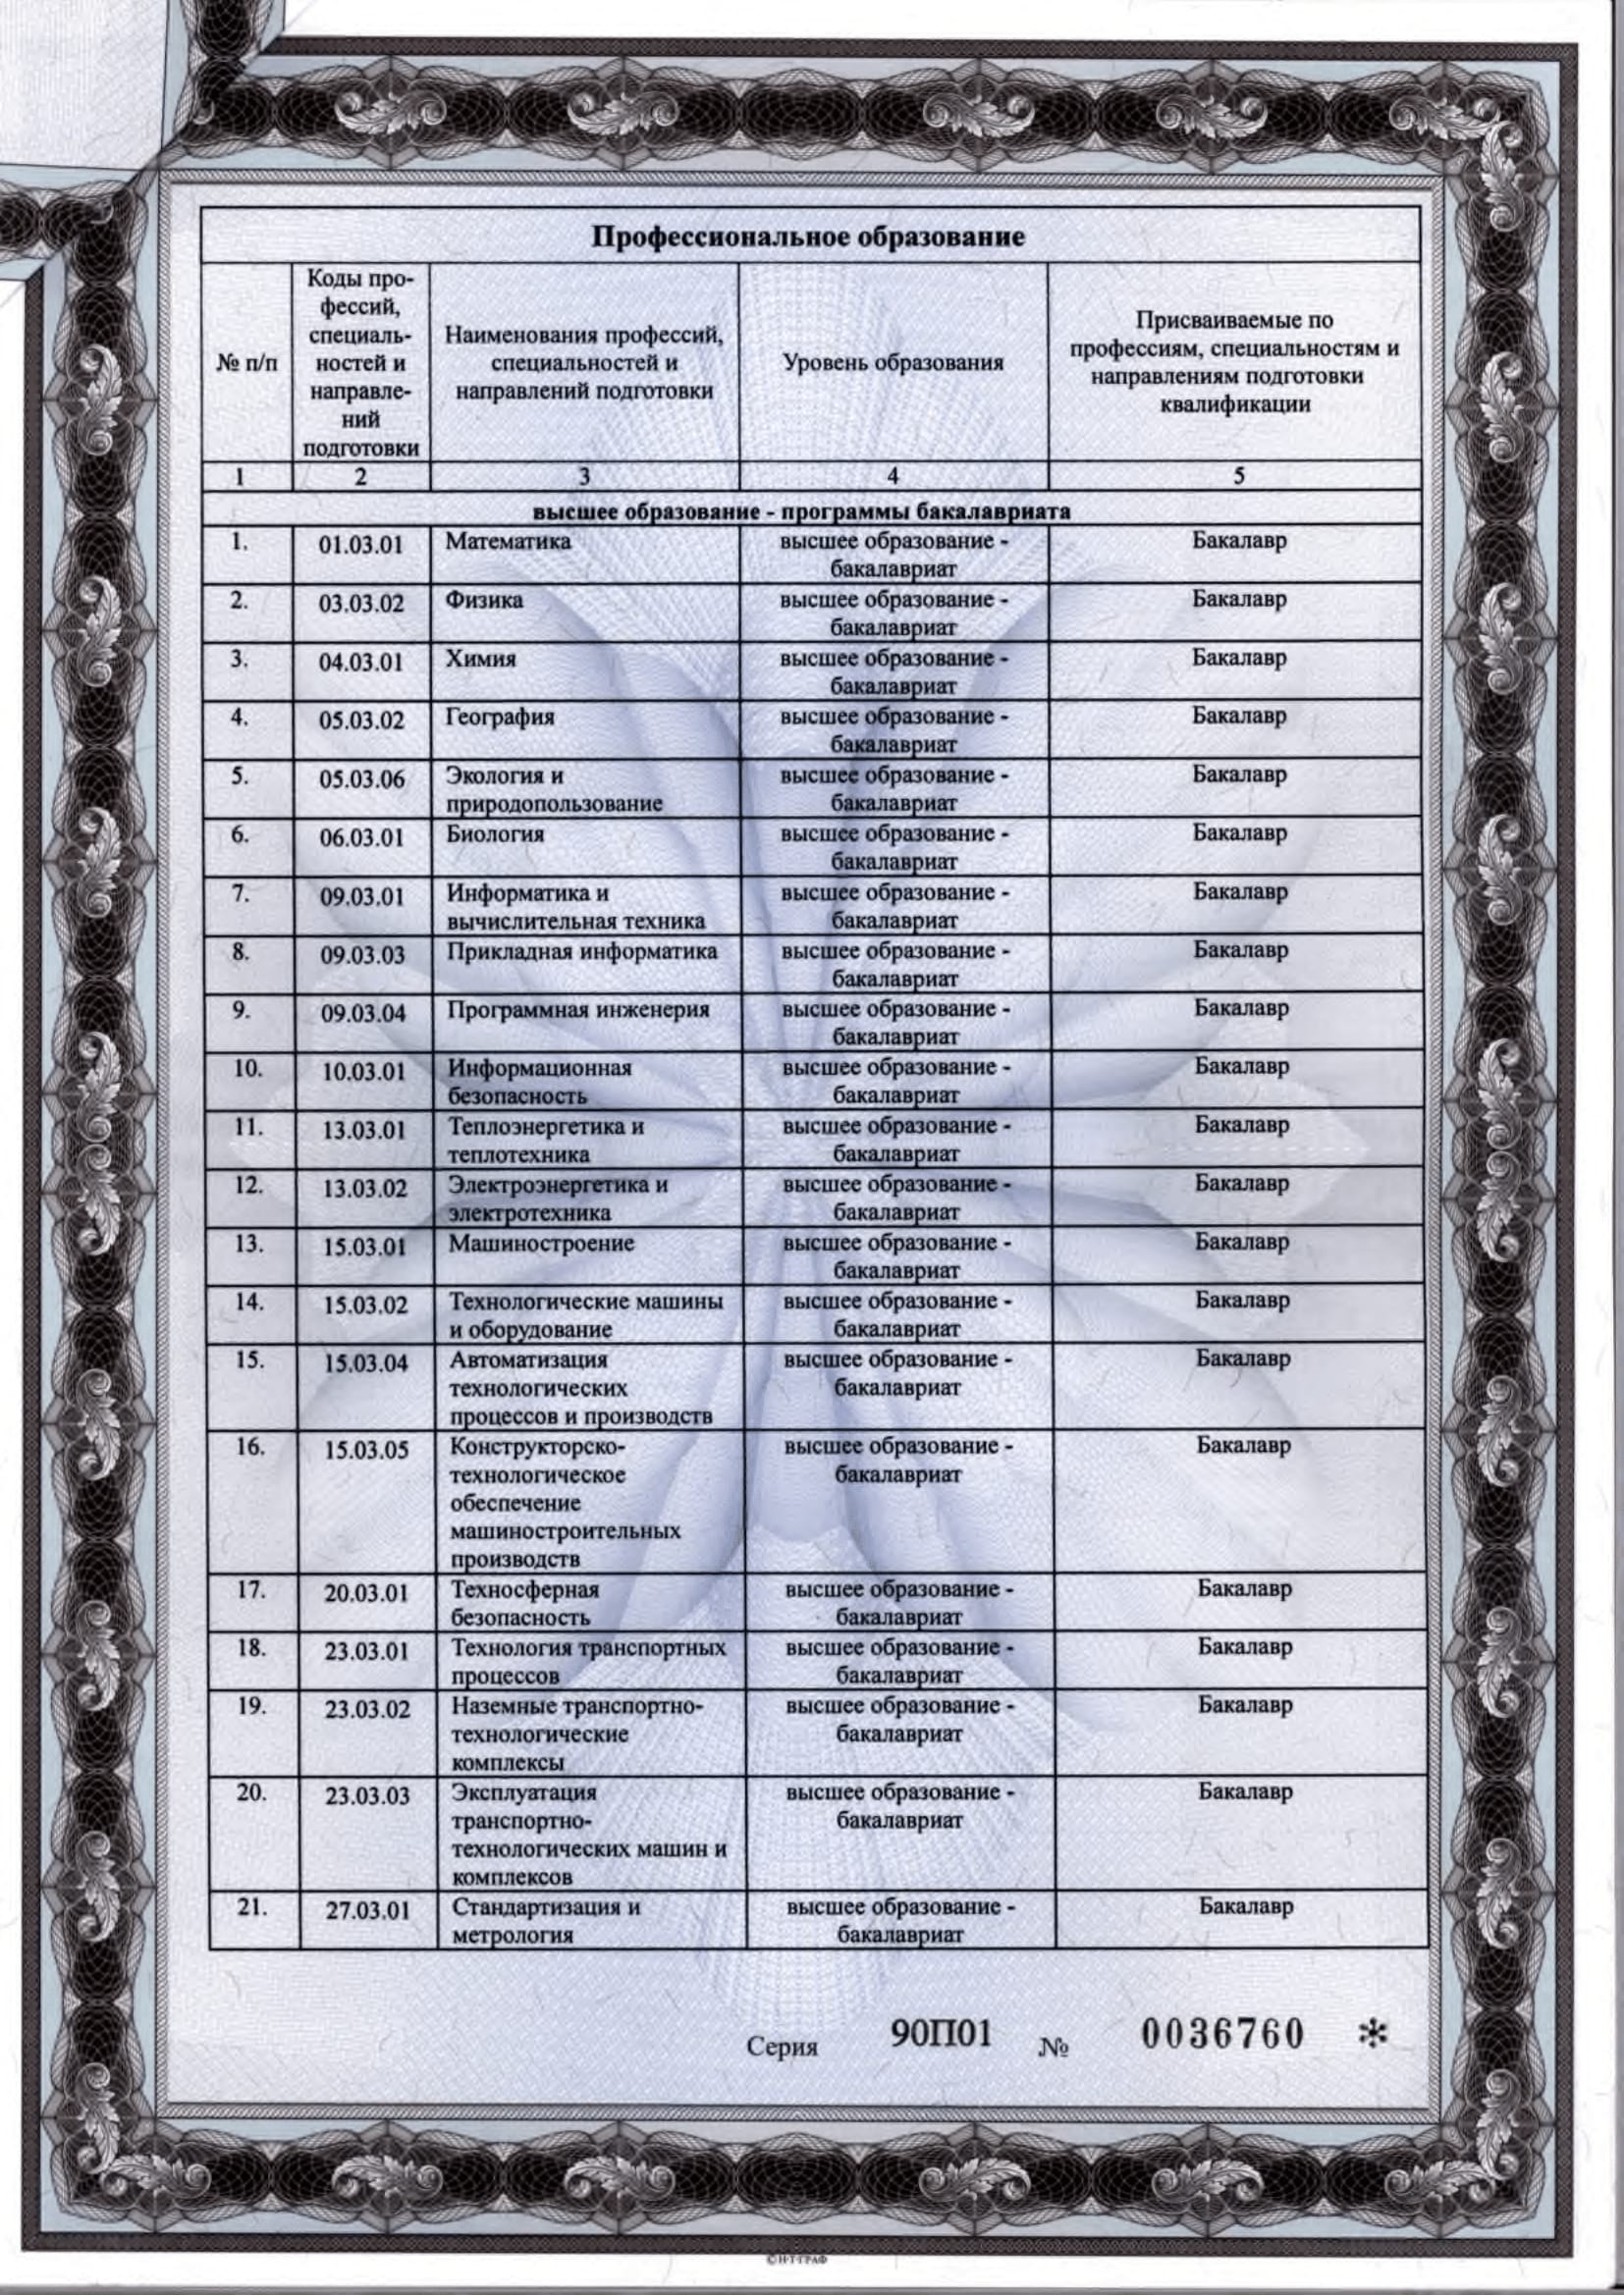 Профессиональное образование
№ п/п
Коды про-
фессий,
специаль-
ностей и
направле-
ний
подготовки
Наименования профессий,
специальностей и
направлений подготовки
Уровень образования
Присваиваемые по
профессиям, специальностям и
направлениям подготовки
квалификации
1 2 3 4 5
высшее образование - программы бакалавриата
1. 01.03.01 Математика высшее образование - Бакалавр
бакалавриат
2. 03.03.02 Физика высшее образование - Бакалавр
бакалавриат
3. 04.03.01 Химия высшее образование - Бакалавр
бакалавриат
4. 05.03.02 География высшее образование - Бакалавр
бакалавриат
5. 05.03.06 Экология и высшее образование - Бакалавр
природопользование бакалавриат
6. 06.03.01 Биология высшее образование - Бакалавр
бакалавриат
7. 09.03.01 Информатика и высшее образование - Бакалавр
вычислительная техника бакалавриат
8. 09.03.03 Прикладная информатика высшее образование - Бакалавр
бакалавриат
9. 09.03.04 Программная инженерия высшее образование - Бакалавр
бакалавриат
10. 10.03.01 Информационная высшее образование - Бакалавр
безопасность бакалавриат
11. 13.03.01 Теплоэнергетика и высшее образование - Бакалавр
теплотехника бакалавриат
12. 13.03.02 Электроэнергетика и высшее образование - Бакалавр
электротехника бакалавриат
13. 15.03.01 Машиностроение высшее образование - Бакалавр
бакалавриат
14. 15.03.02 Технологические машины высшее образование - Бакалавр
и оборудование бакалавриат
15. 15.03.04 Автоматизация высшее образование - Бакалавр
технологических бакалавриат
процессов и производств
16. 15.03.05 Конструкторско- высшее образование - Бакалавр
технологическое бакалавриат
обеспечение
машиностроительных
производств
17. 20.03.01 Техносферная высшее образование - Бакалавр
безопасность бакалавриат
18. 23.03.01 Технология транспортных высшее образование - Бакалавр
процессов бакалавриат
19. 23.03.02 Наземные транспортно- высшее образование - Бакалавр
технологические бакалавриат
комплексы
20. 23.03.03 Эксплуатация высшее образование - Бакалавр
транспортно- бакалавриат
технологических машин и
комплексов
21. 27.03.01 Стандартизация и высшее образование - Бакалавр
метрология бакалавриат
Серия 90П01 № 0036760 *
© Н-Т-ГРАФ